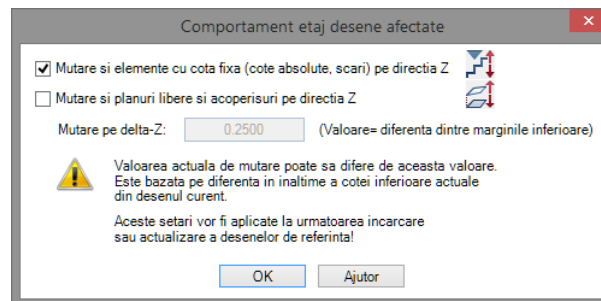 Comportament etaj desene afectate
Mutare si elemente cu cota fixa (cote absolute, scari) pe directia Z
Mutare si planuri libere si acoperisuri pe directia Z
Mutare pe delta-Z: 0.2500 (Valoare= diferenta dintre marginile inferioare)
Valoarea actuala de mutare poate sa difere de aceasta valoare.
Este bazata pe diferenta in inaltime a cotei inferioare actuale
din desenul curent.
Aceste setari vor fi aplicate la urmatoarea incarcare
sau actualizare a desenelor de referinta!
OK Ajutor